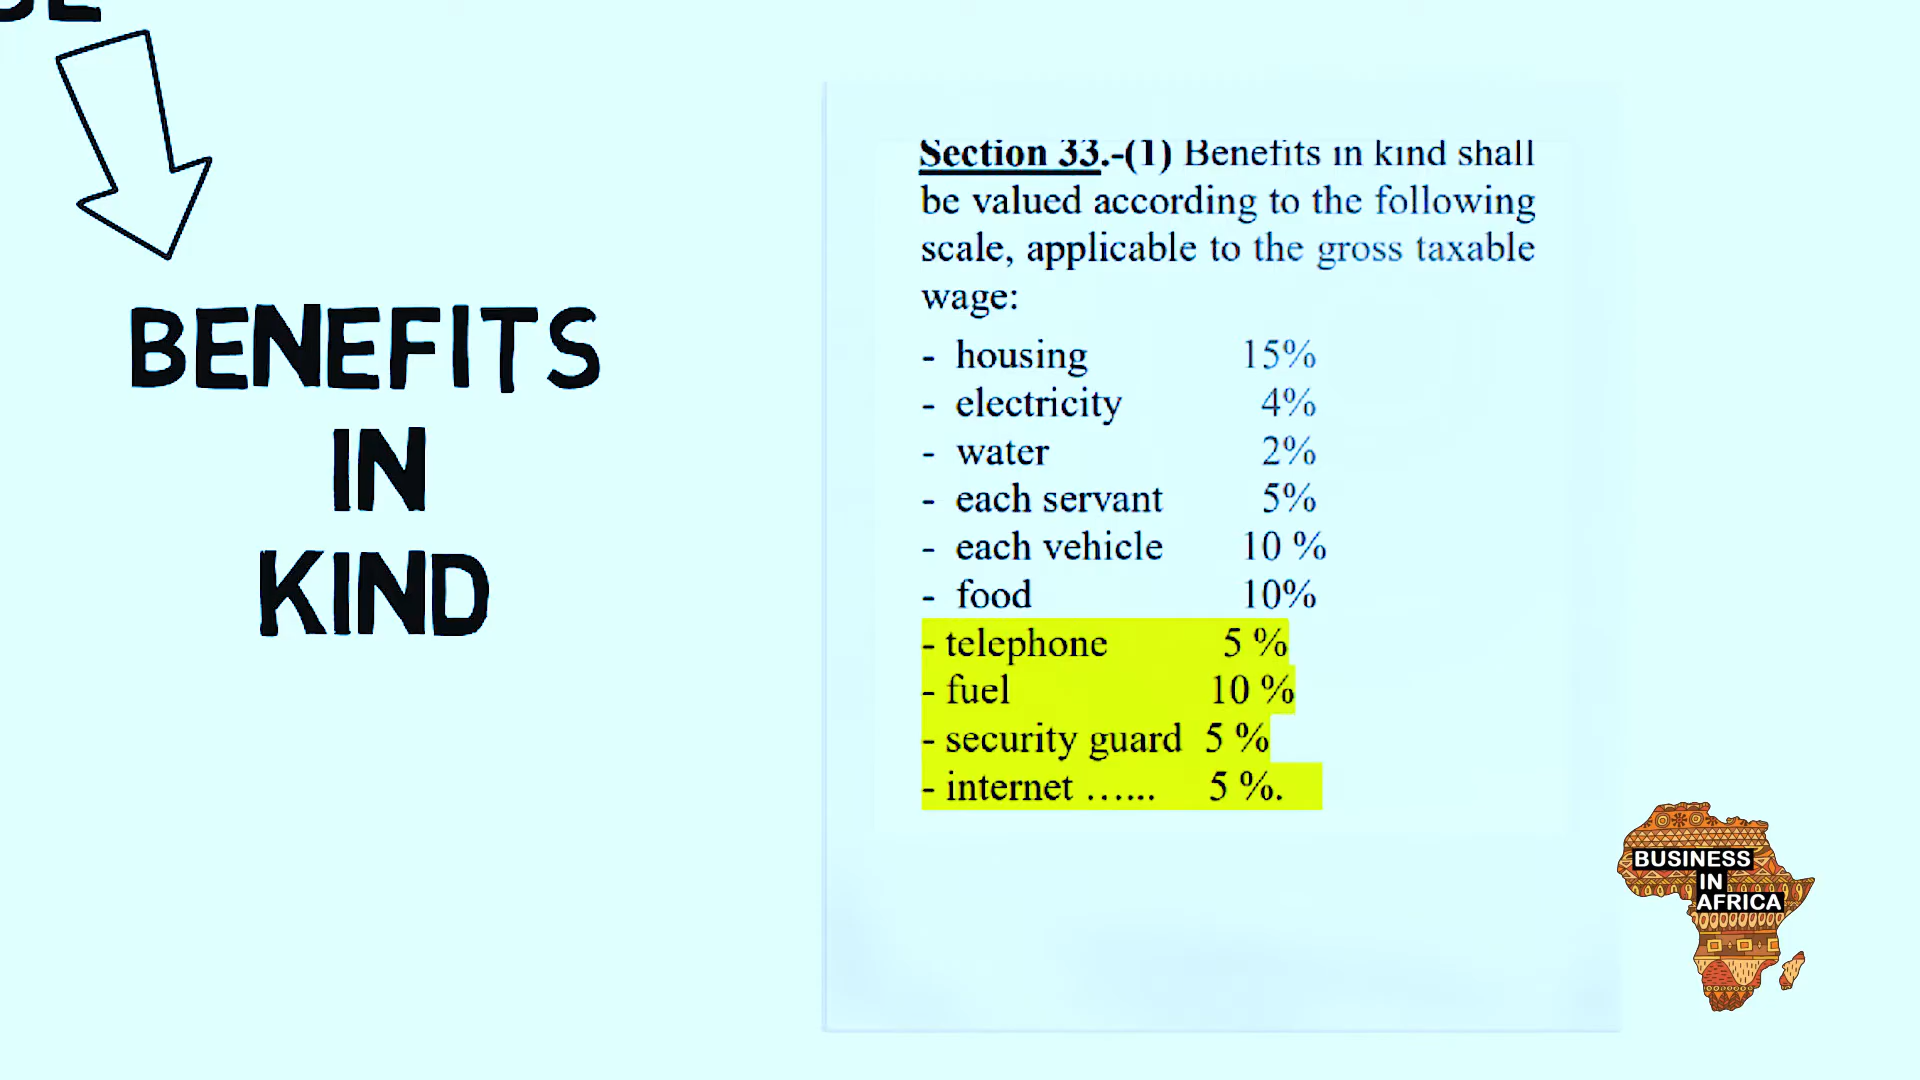 BENEFITS
IN
KIND
Section 33.-(1) Benefits in kind shall
be valued according to the following
scale, applicable to the gross taxable
wage:
- housing 15%
- electricity 4%
- water 2%
- each servant 5%
- each vehicle 10 %
- food 10%
- telephone 5 %
- fuel 10 %
- security guard 5 %
- internet …... 5 %.
BUSINESS
IN
AFRICA